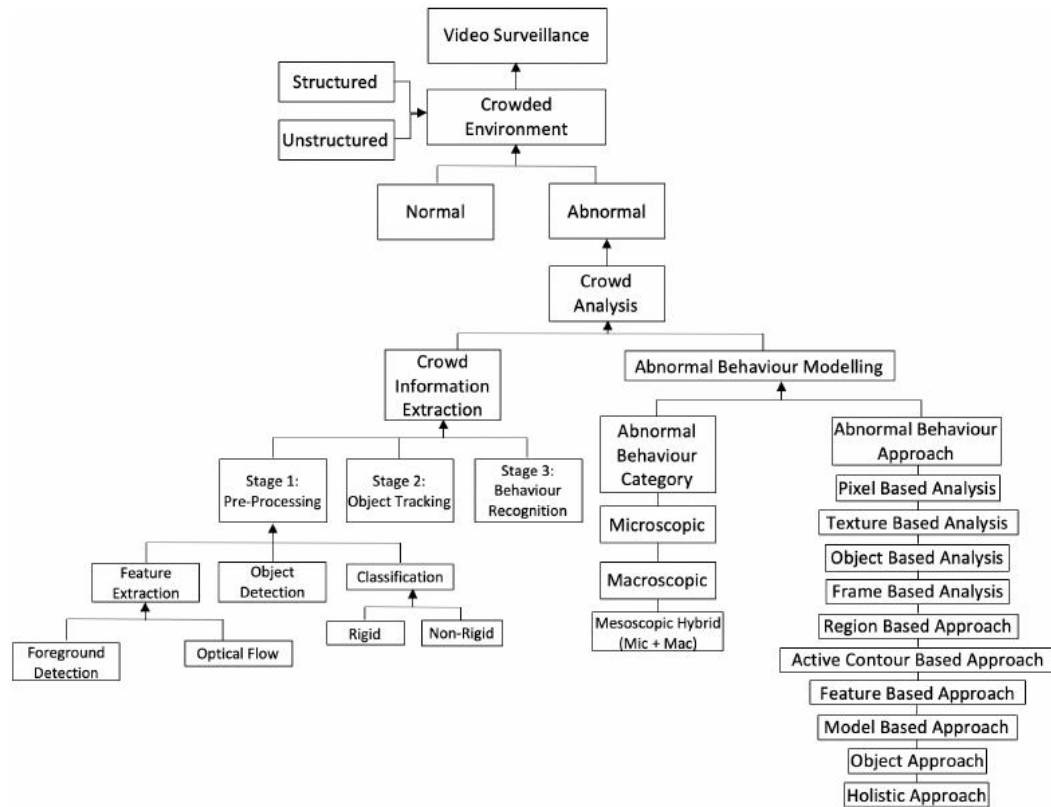 Video Surveillance
Structured
Crowded
Environment
Unstructured
Normal
Abnormal
Crowd
Analysis
Crowd
Information
Extraction
Abnormal Behaviour Modelling
Stage 1:
Pre-Processing
Stage 2:
Object Tracking
Stage 3:
Behaviour
Recognition
Feature
Extraction
Object
Detection
Classification
Foreground
Detection
Optical Flow
Rigid
Non-Rigid
Abnormal
Behaviour
Category
Microscopic
Macroscopic
Mesoscopic Hybrid
(Mic + Mac)
Abnormal Behaviour
Approach
Pixel Based Analysis
Texture Based Analysis
Object Based Analysis
Frame Based Analysis
Region Based Approach
Active Contour Based Approach
Feature Based Approach
Model Based Approach
Object Approach
Holistic Approach